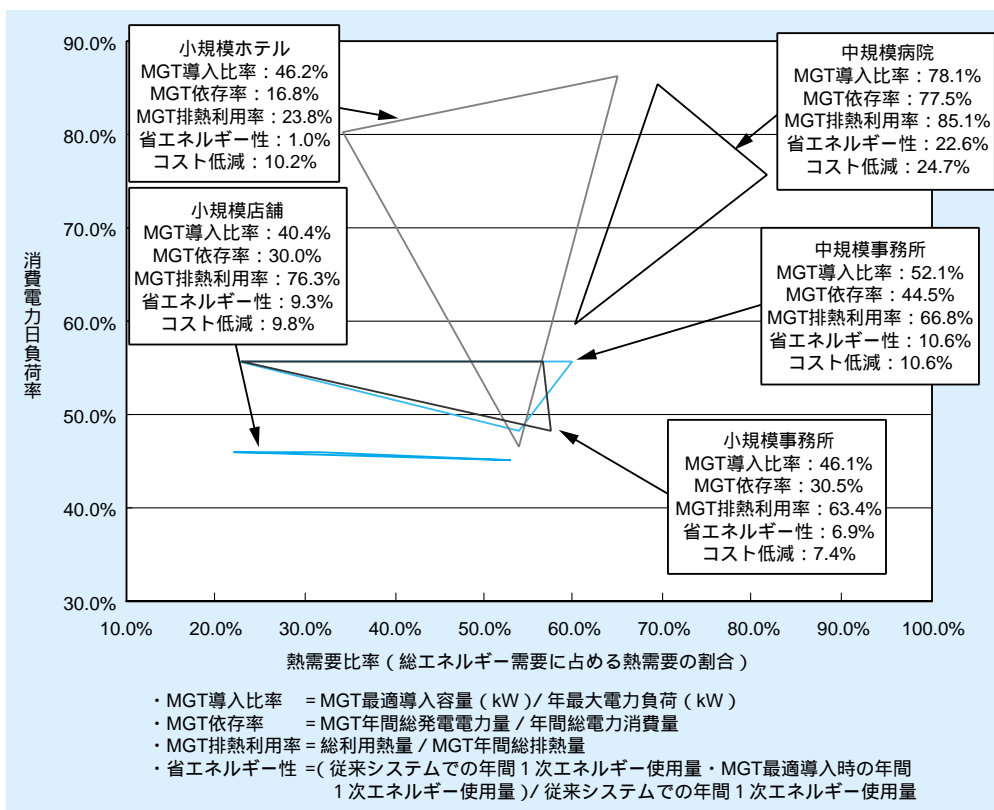 90.0%
80.0%
70.0%
60.0%
50.0%
40.0%
30.0%
消費電力日負荷率
小規模ホテル
MGT導入比率：46.2%
MGT依存率：16.8%
MGT排熱利用率：23.8%
省エネルギー性：1.0%
コスト低減：10.2%
中規模病院
MGT導入比率：78.1%
MGT依存率：77.5%
MGT排熱利用率：85.1%
省エネルギー性：22.6%
コスト低減：24.7%
小規模店舗
MGT導入比率：40.4%
MGT依存率：30.0%
MGT排熱利用率：76.3%
省エネルギー性：9.3%
コスト低減：9.8%
中規模事務所
MGT導入比率：52.1%
MGT依存率：44.5%
MGT排熱利用率：66.8%
省エネルギー性：10.6%
コスト低減：10.6%
小規模事務所
MGT導入比率：46.1%
MGT依存率：30.5%
MGT排熱利用率：63.4%
省エネルギー性：6.9%
コスト低減：7.4%
10.0% 20.0% 30.0% 40.0% 50.0% 60.0% 70.0% 80.0% 90.0% 100.0%
熱需要比率（総エネルギー需要に占める熱需要の割合）
・MGT導入比率 =MGT最適導入容量（kW）/ 年最大電力負荷（kW）
・MGT依存率 =MGT年間総発電電力量 / 年間総電力消費量
・MGT排熱利用率 = 総利用熱量 / MGT年間総排熱量
・省エネルギー性 =（従来システムでの年間１次エネルギー使用量・MGT最適導入時の年間
１次エネルギー使用量）/ 従来システムでの年間１次エネルギー使用量